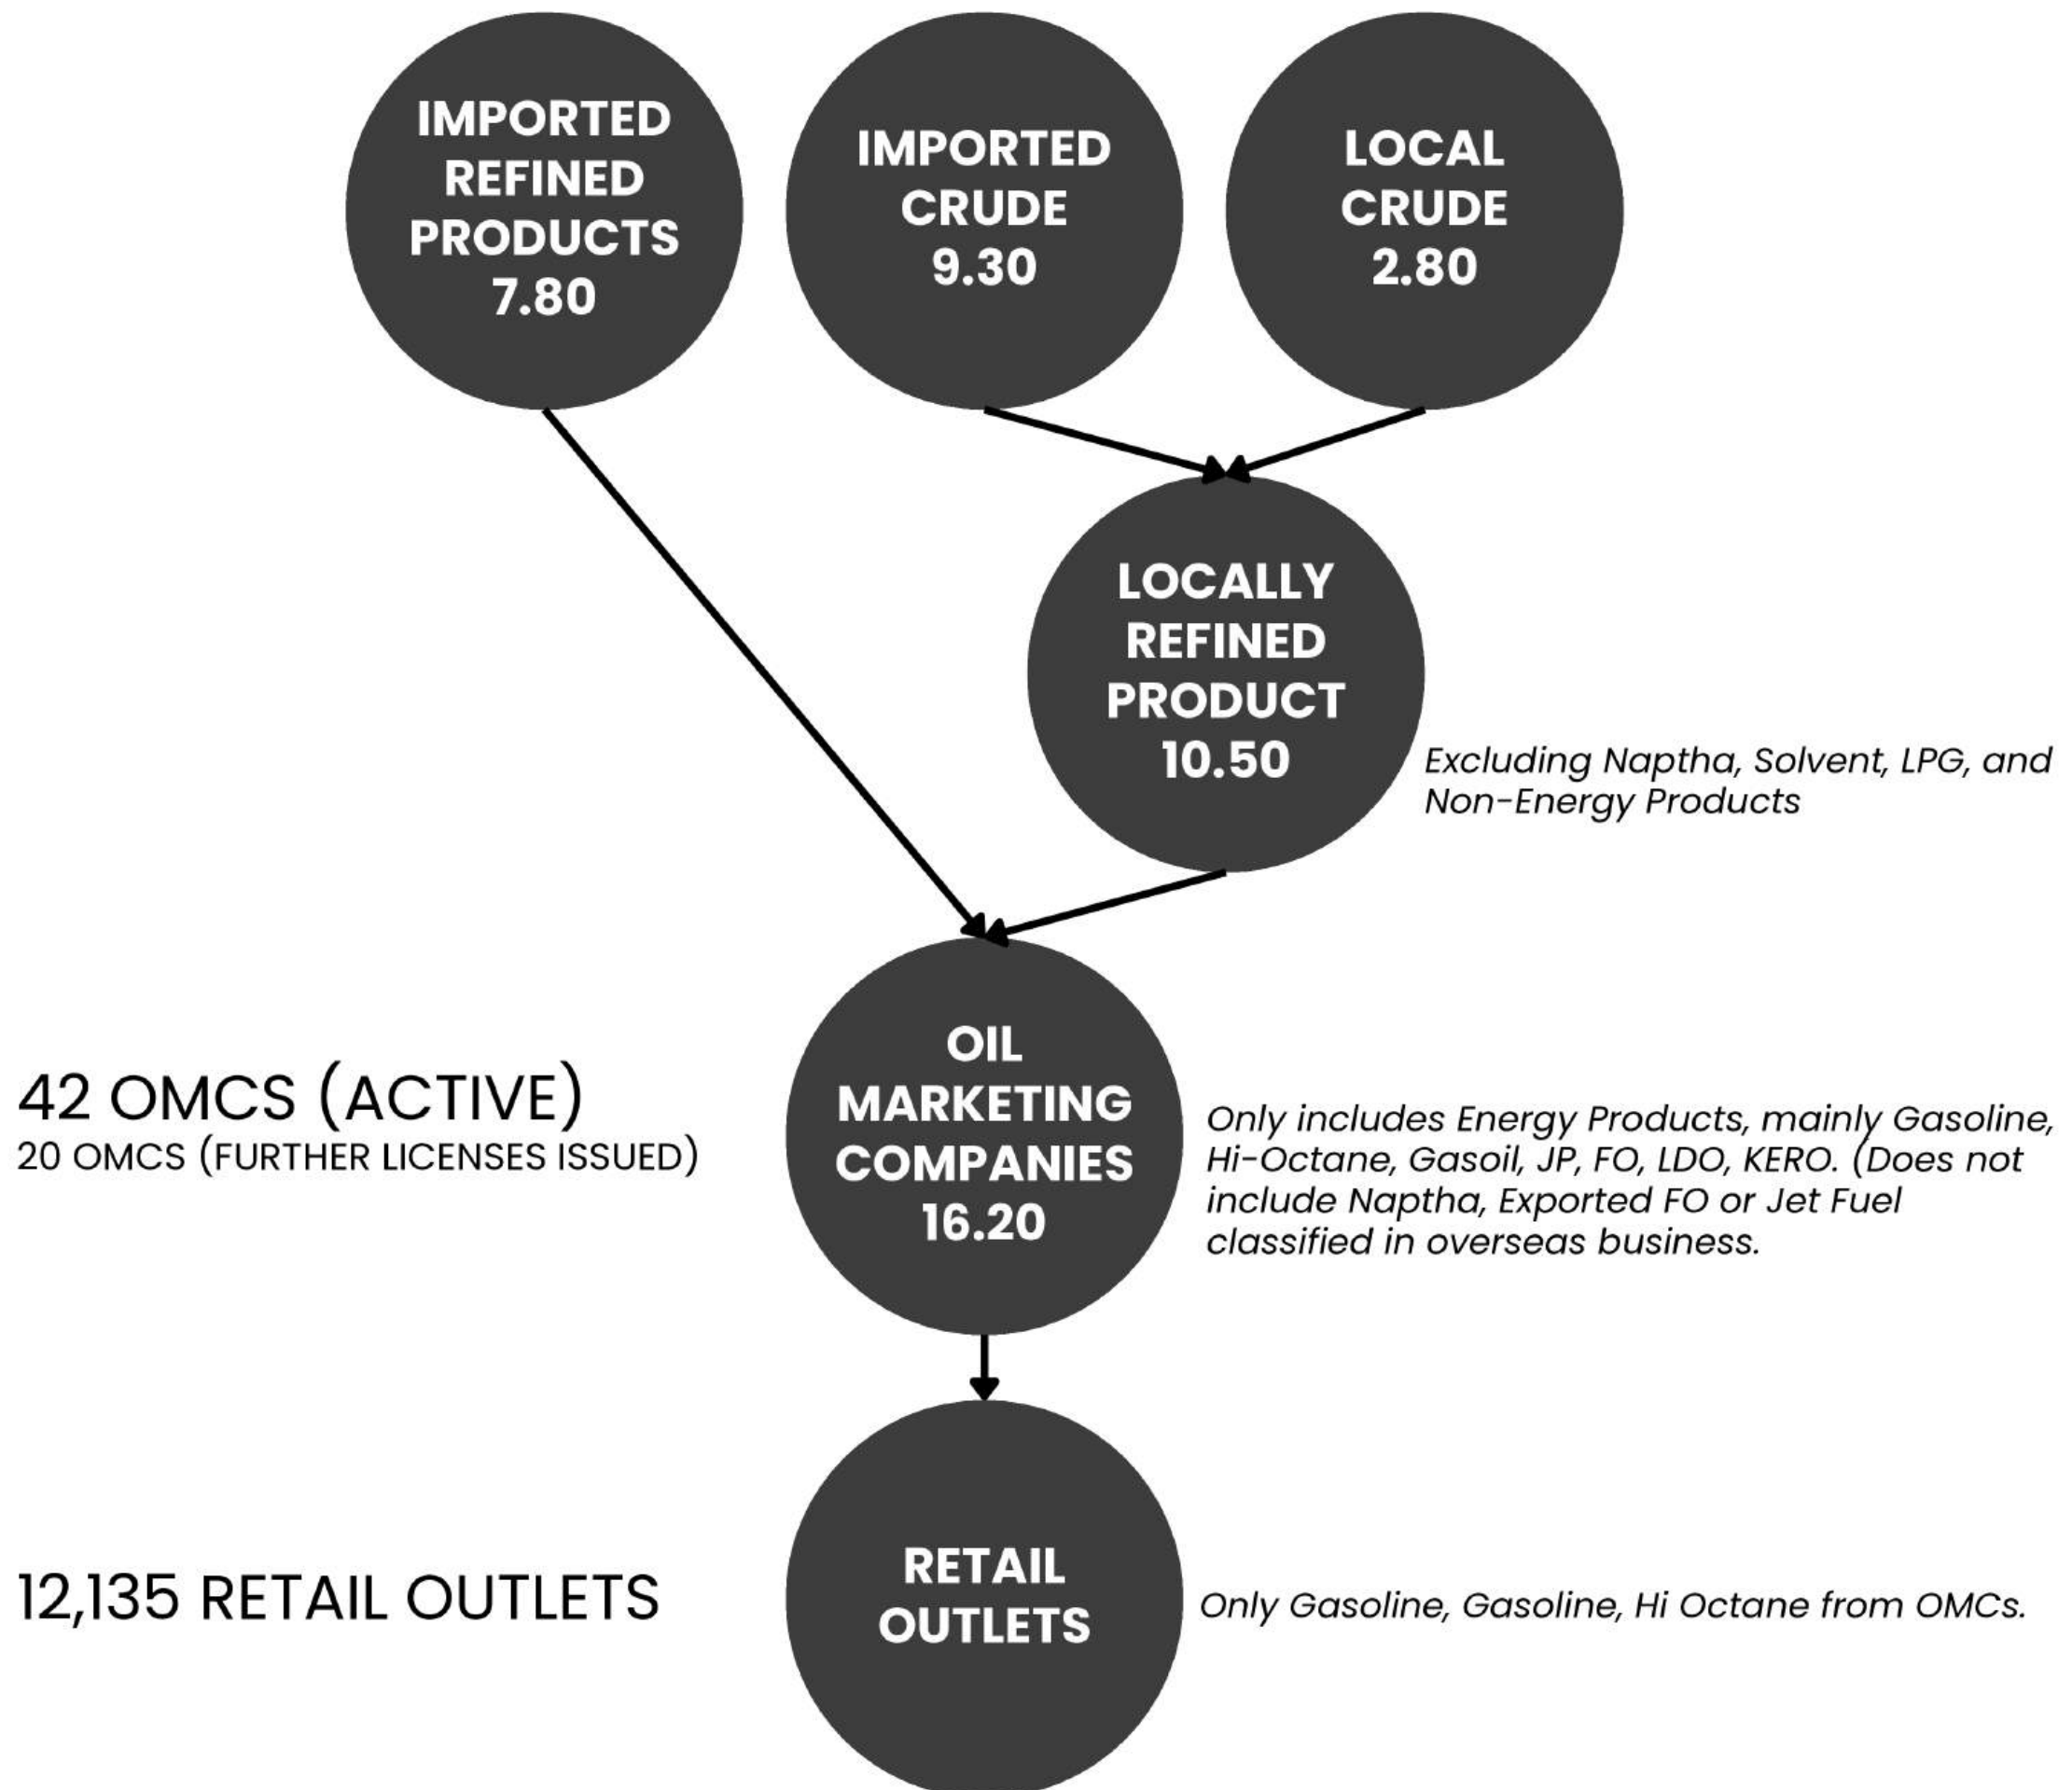 IMPORTED
REFINED
PRODUCTS
7.80
IMPORTED
CRUDE
9.30
LOCAL
CRUDE
2.80
LOCALLY
REFINED
PRODUCT
10.50
Excluding Naptha, Solvent, LPG, and
Non-Energy Products
OIL
MARKETING
COMPANIES
16.20
42 OMCS (ACTIVE)
20 OMCS (FURTHER LICENSES ISSUED)
Only includes Energy Products, mainly Gasoline,
Hi-Octane, Gasoil, JP, FO, LDO, KERO. (Does not
include Naptha, Exported FO or Jet Fuel
classified in overseas business.
12,135 RETAIL OUTLETS
RETAIL
OUTLETS
Only Gasoline, Gasoline, Hi Octane from OMCs.